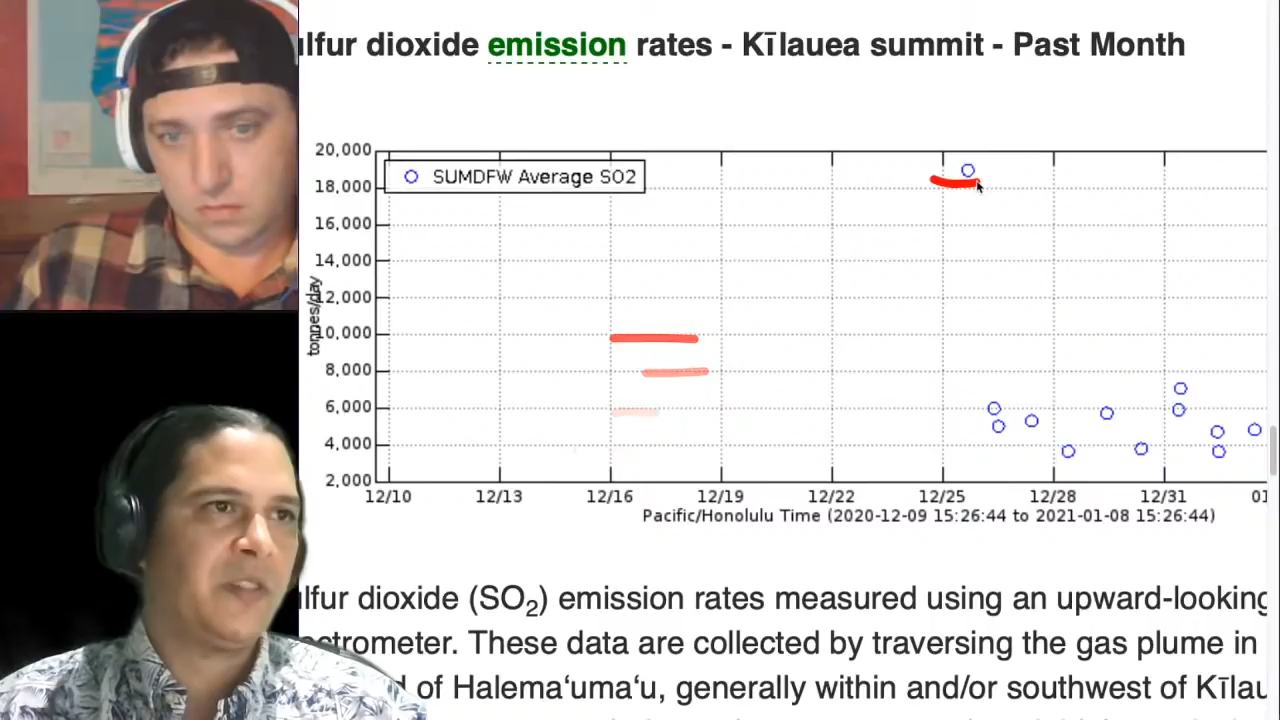 lfur dioxide emission rates - Kīlauea summit - Past Month
20,000
SUMDFW Average SO2
18,000
16,000
14,000
12,000
10,000
8,000
6,000
4,000
2,000
tonnes/day
12/10 12/13 12/16 12/19 12/22 12/25 12/28 12/31 01
Pacific/Honolulu Time (2020-12-09 15:26:44 to 2021-01-08 15:26:44)
lfur dioxide (SO₂) emission rates measured using an upward-looking
ectrometer. These data are collected by traversing the gas plume in
d of Halemaʻumaʻu, generally within and/or southwest of Kīlau